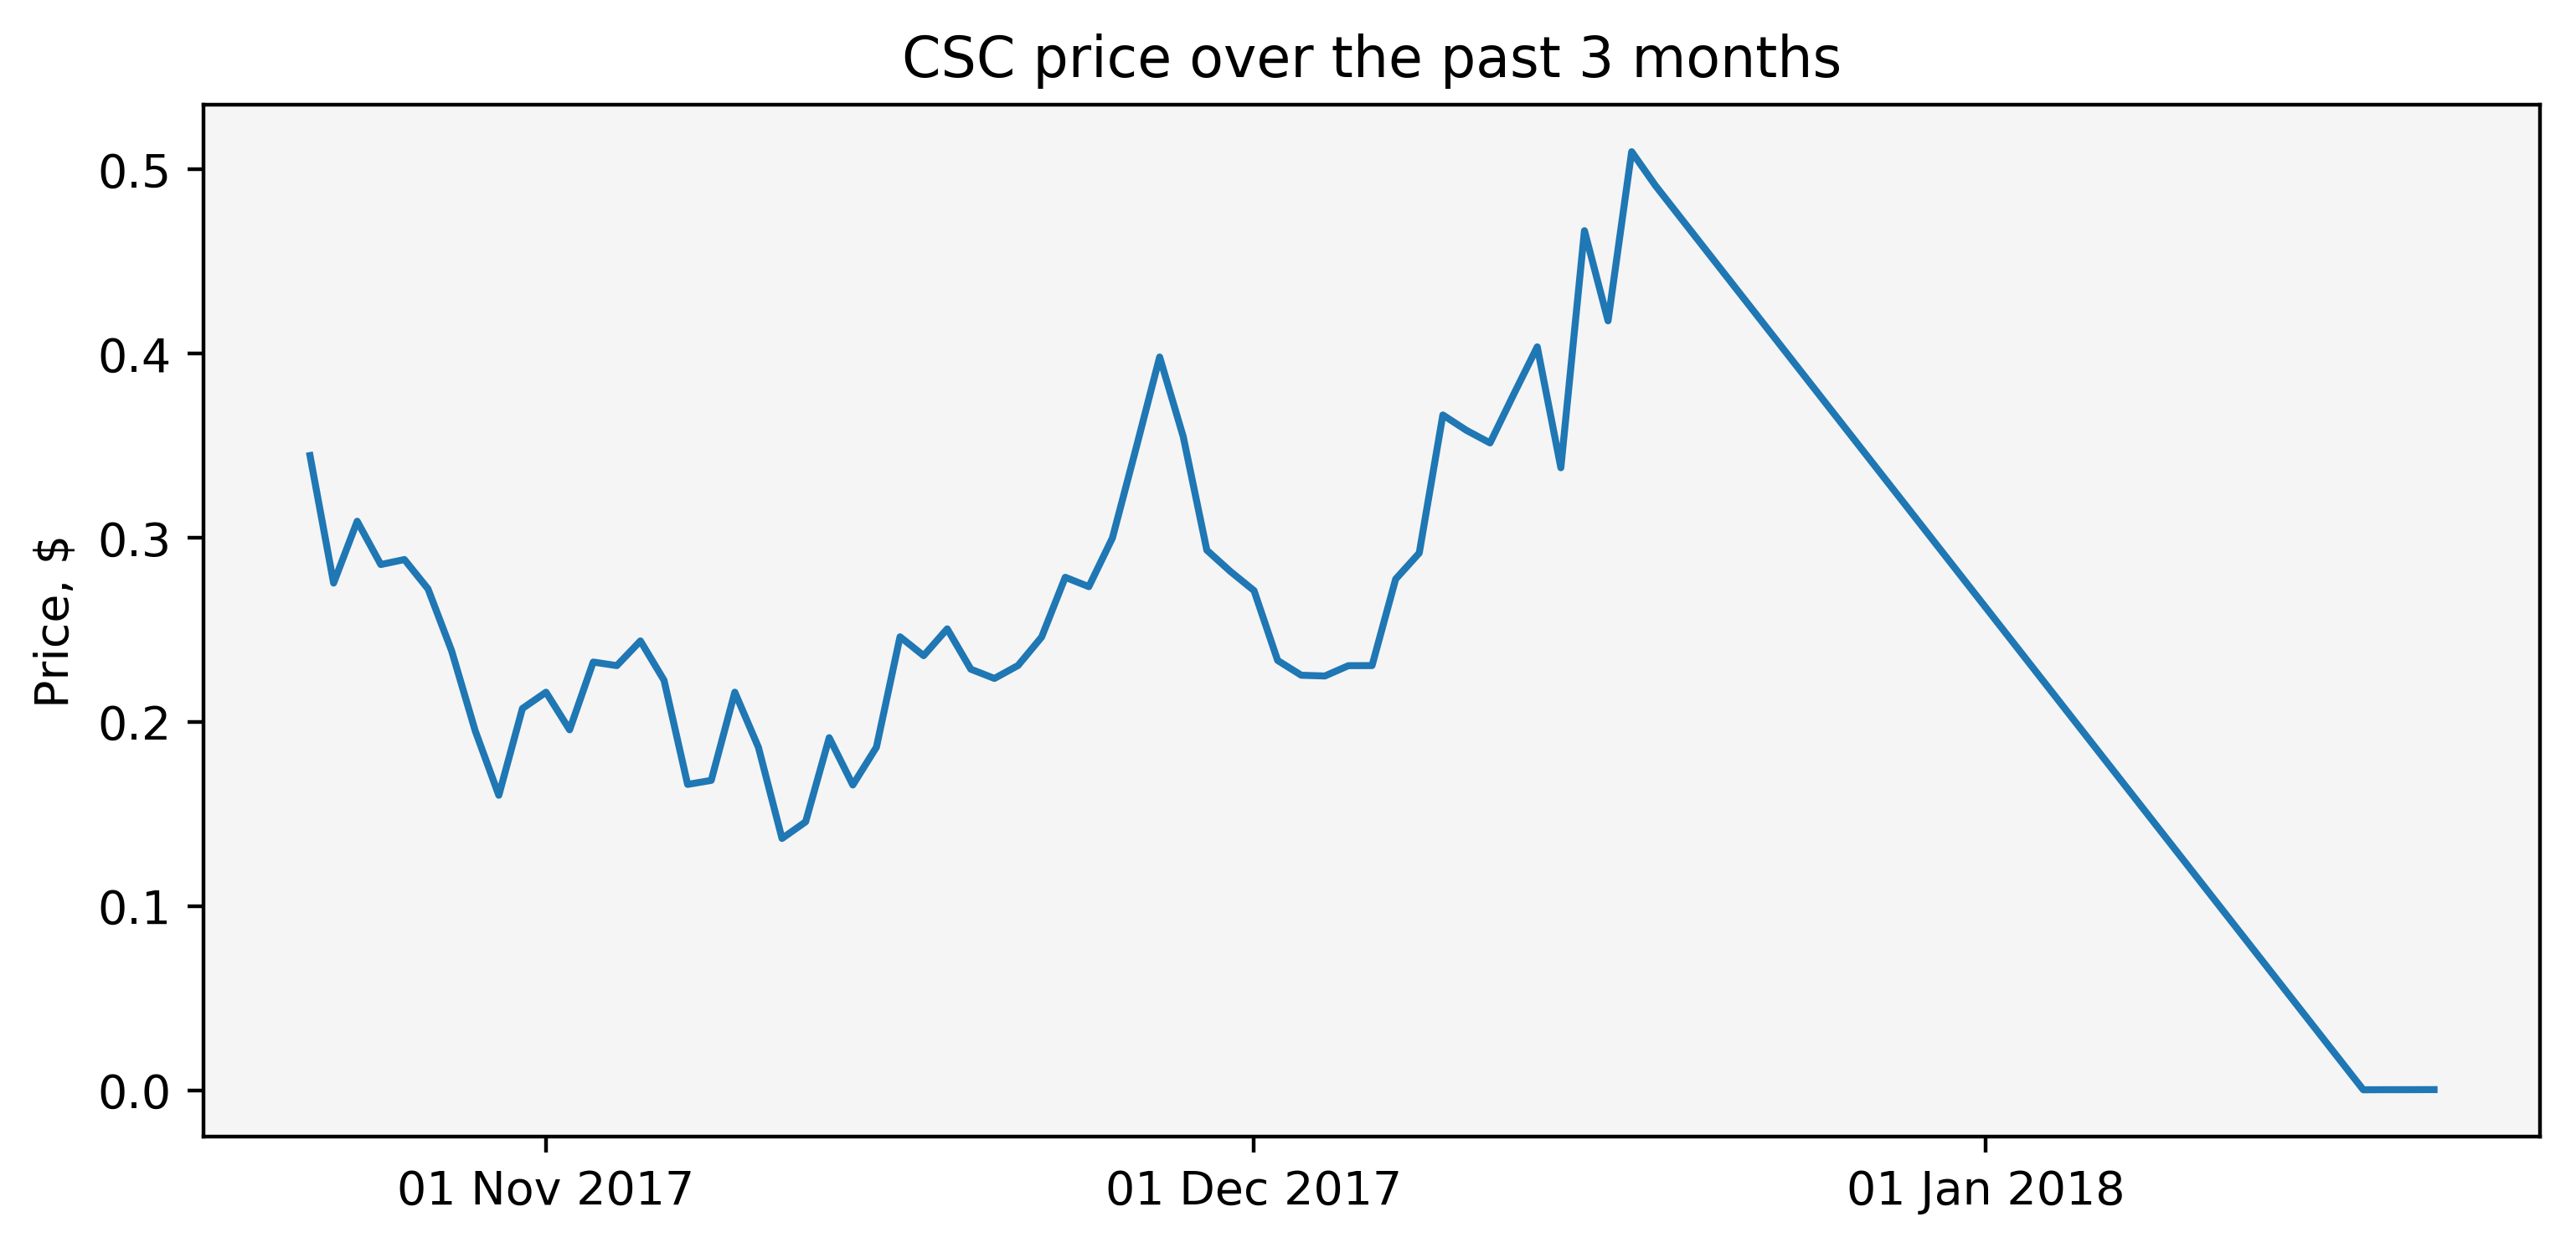 CSC price over the past 3 months
Price, $
0.5
0.4
0.3
0.2
0.1
0.0
01 Nov 2017
01 Dec 2017
01 Jan 2018